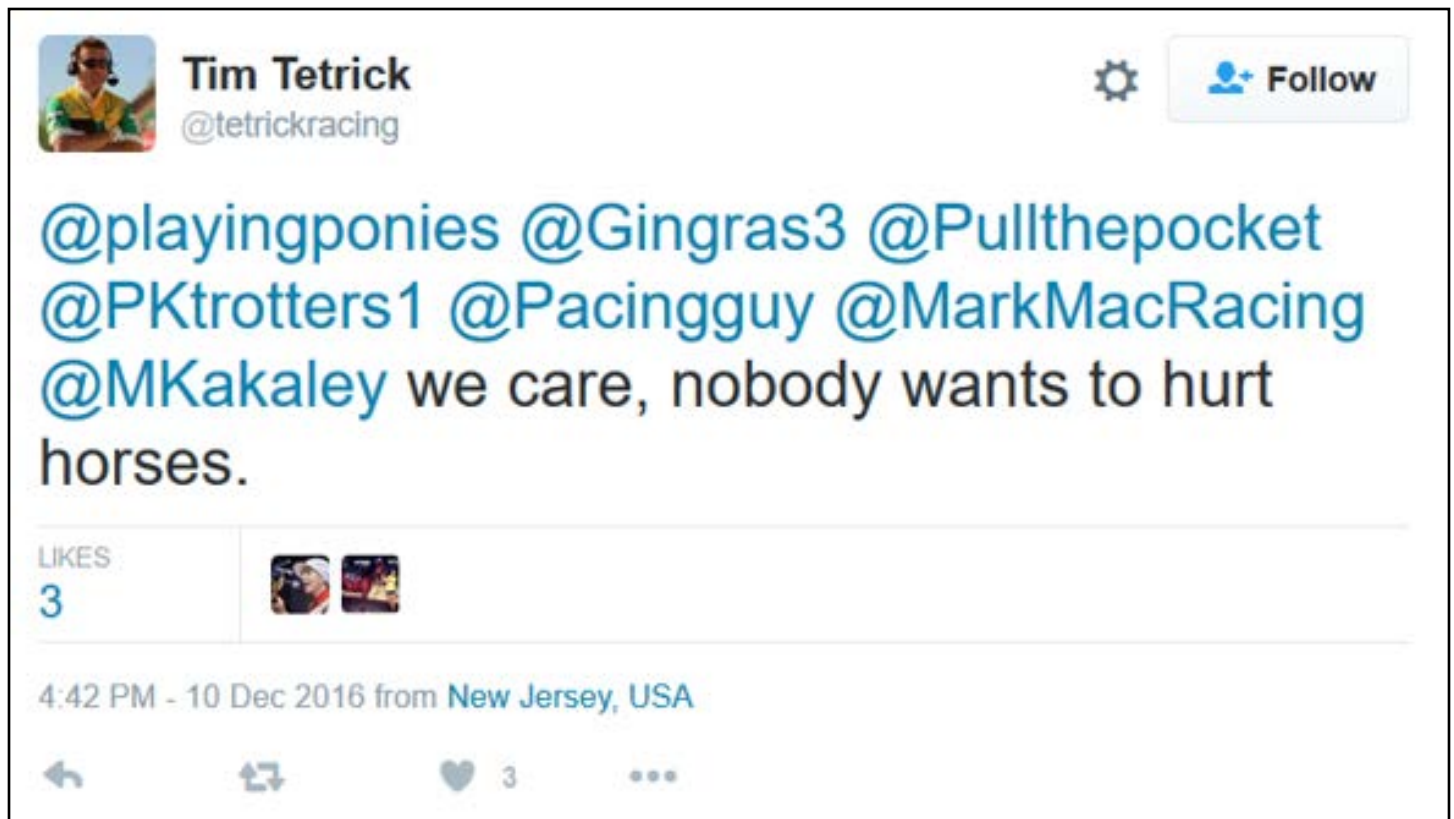 Tim Tetrick
@tetrickracing
Follow
@playingponies @Gingras3 @Pullthepocket
@PKtrotters1 @Pacingguy @MarkMacRacing
@MKakaley we care, nobody wants to hurt
horses.
LIKES
3
4:42 PM - 10 Dec 2016 from New Jersey, USA
3